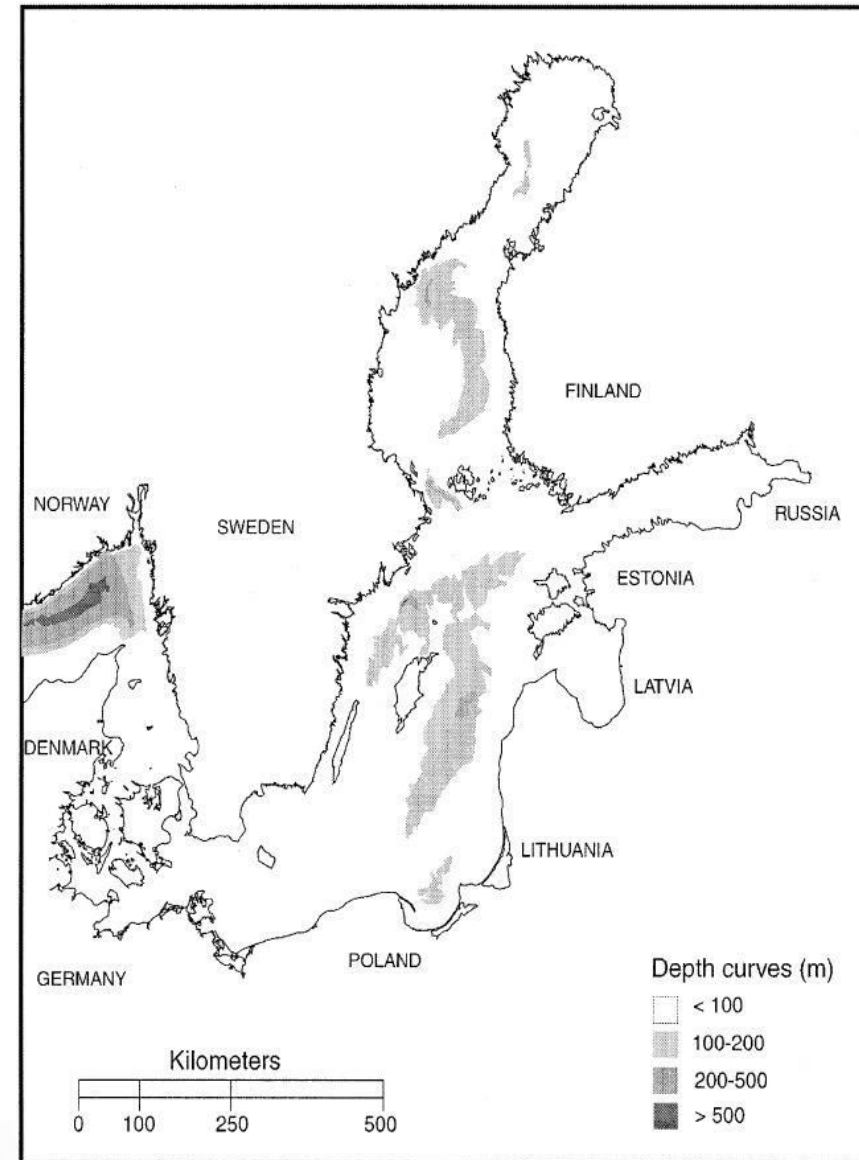 FINLAND
NORWAY
SWEDEN
RUSSIA
ESTONIA
LATVIA
DENMARK
LITHUANIA
POLAND
GERMANY
Depth curves (m)
< 100
100-200
200-500
> 500
Kilometers
0 100 250 500